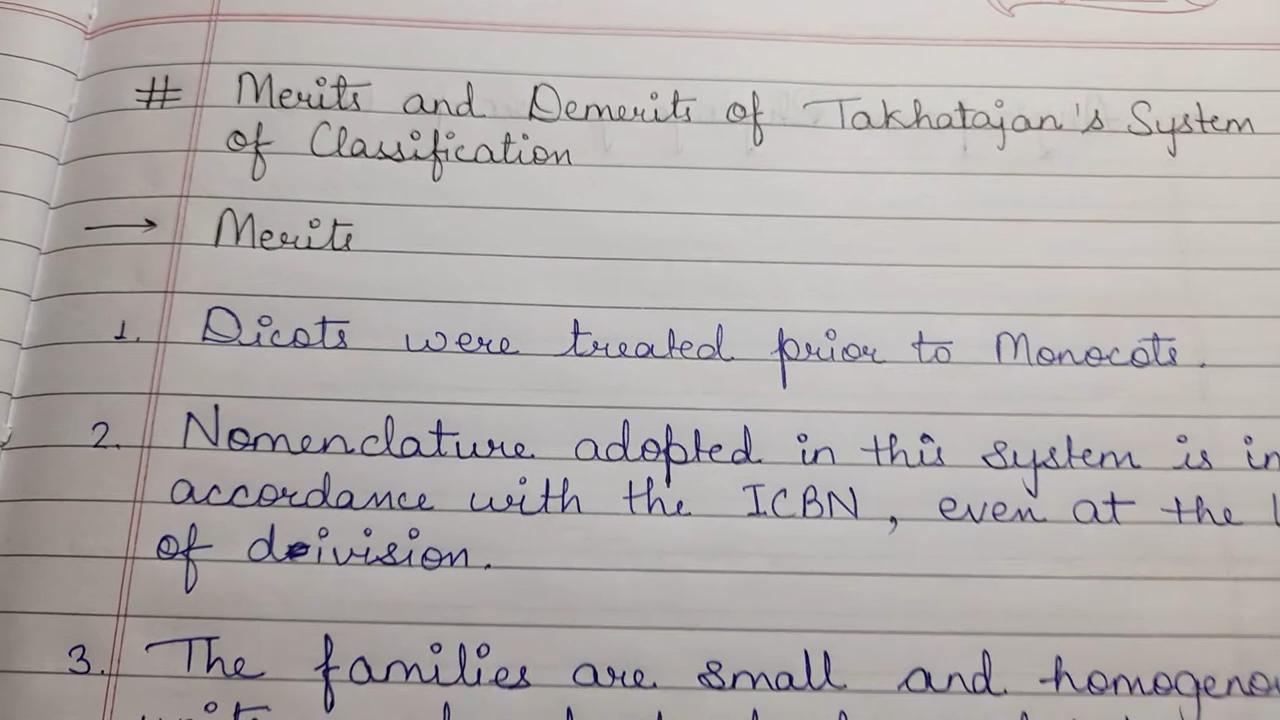 # Merits and Demerits of Takhatajan's System
of Classification
→ Merits
1. Dicots were treated prior to Monocots.
2. Nomenclature adopted in this system is in
accordance with the ICBN, even at the
of deivision.
3. The families are small and